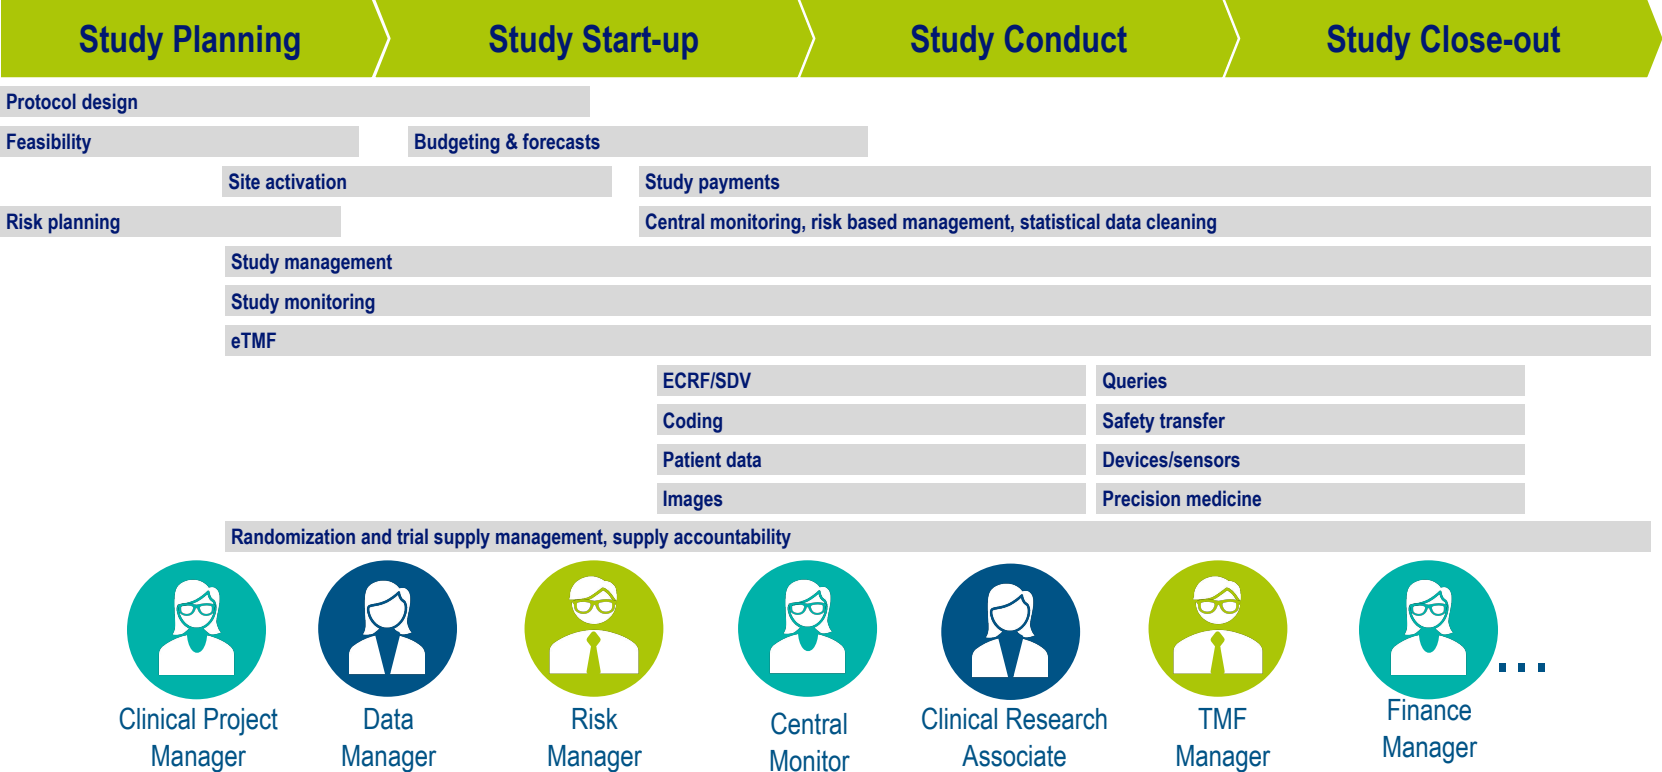 Study Planning
Study Start-up
Study Conduct
Study Close-out
Protocol design
Feasibility
Budgeting & forecasts
Site activation
Study payments
Risk planning
Central monitoring, risk based management, statistical data cleaning
Study management
Study monitoring
eTMF
ECRF/SDV
Queries
Coding
Safety transfer
Patient data
Devices/sensors
Images
Precision medicine
Randomization and trial supply management, supply accountability
Clinical Project
Manager
Data
Manager
Risk
Manager
Central
Monitor
Clinical Research
Associate
TMF
Manager
Finance
Manager
...